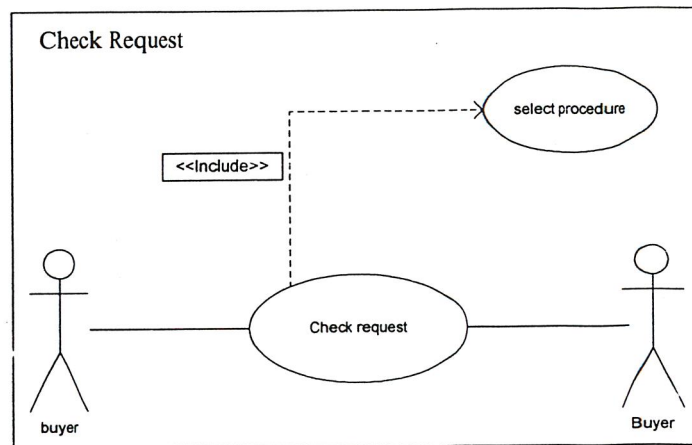 Check Request
select procedure
<<Include>>
Check request
buyer
Buyer